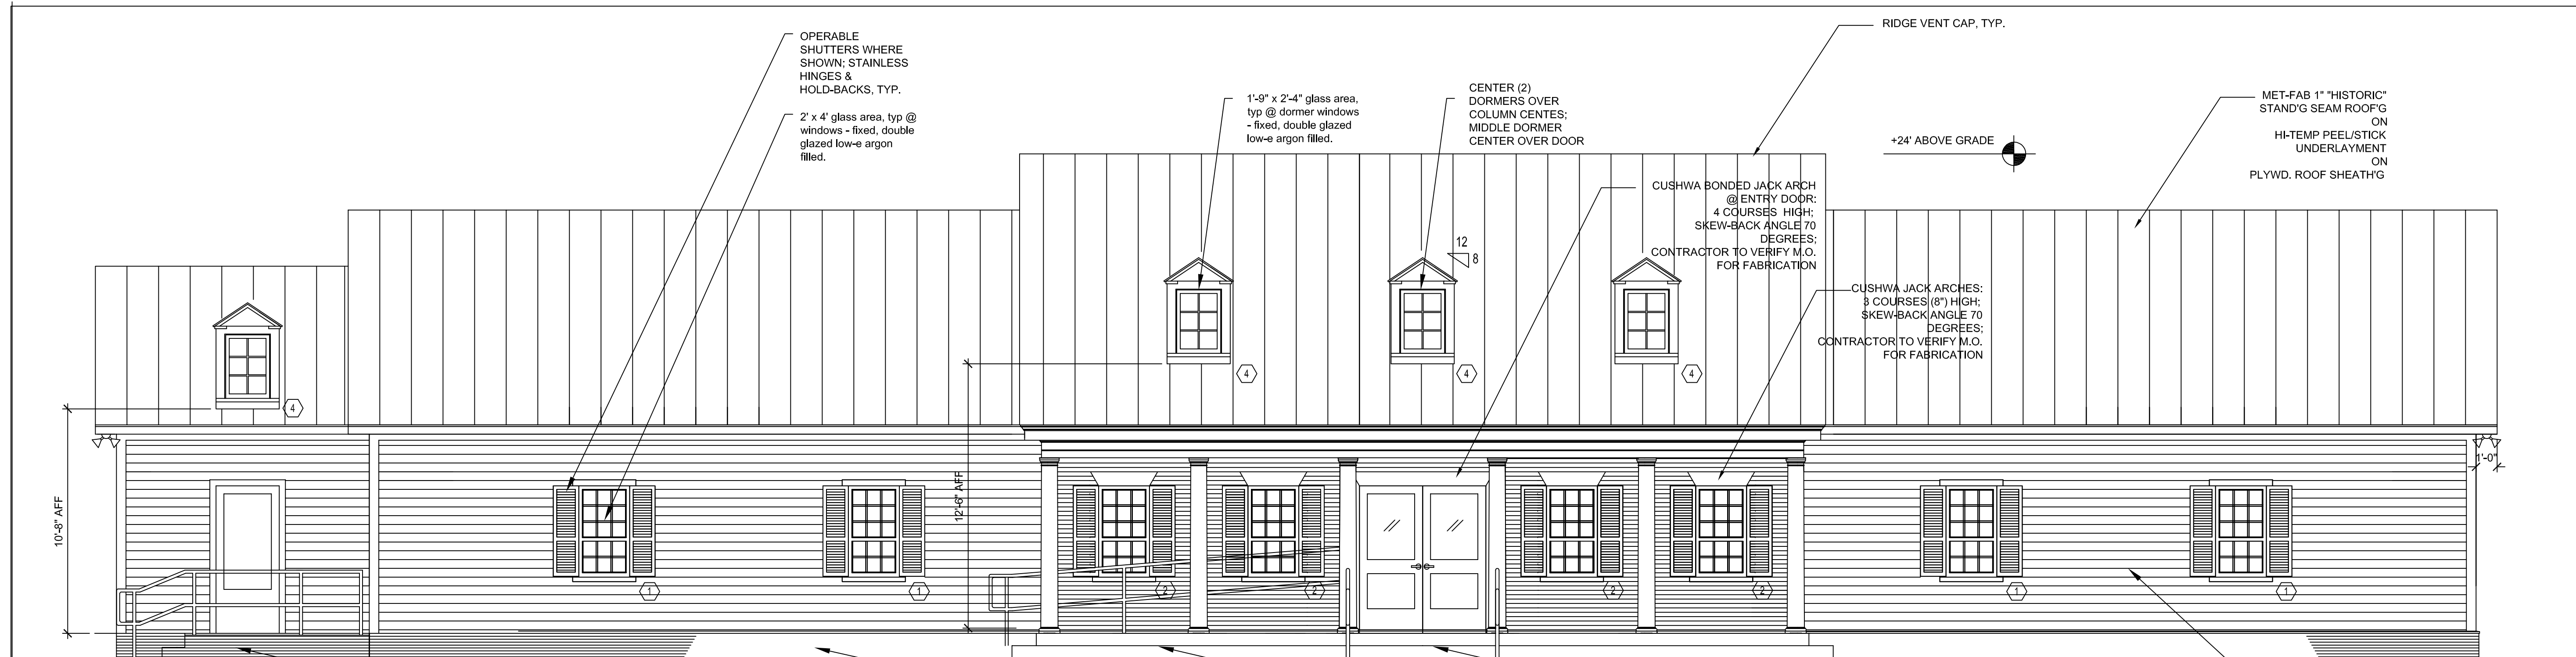 OPERABLE
SHUTTERS WHERE
SHOWN; STAINLESS
HINGES &
HOLD-BACKS, TYP.
2' x 4' glass area, typ @
windows - fixed, double
glazed low-e argon
filled.
1'-9" x 2'-4" glass area,
typ @ dormer windows
- fixed, double glazed
low-e argon filled.
CENTER (2)
DORMERS OVER
COLUMN CENTES;
MIDDLE DORMER
CENTER OVER DOOR
RIDGE VENT CAP, TYP.
+24' ABOVE GRADE
MET-FAB 1" "HISTORIC"
STAND'G SEAM ROOF'G
ON
HI-TEMP PEEL/STICK
UNDERLAYMENT
ON
PLYWD. ROOF SHEATH'G
CUSHWA BONDED JACK ARCH
@ ENTRY DOOR:
4 COURSES HIGH;
SKEW-BACK ANGLE 70
DEGREES;
CONTRACTOR TO VERIFY M.O.
FOR FABRICATION
12
8
CUSHWA JACK ARCHES:
3 COURSES (8") HIGH;
SKEW-BACK ANGLE 70
DEGREES;
CONTRACTOR TO VERIFY M.O.
FOR FABRICATION
4
4
4
4
10'-8" AFF
12'-6" AFF
1'-0"
1
1
2
2
2
2
1
1